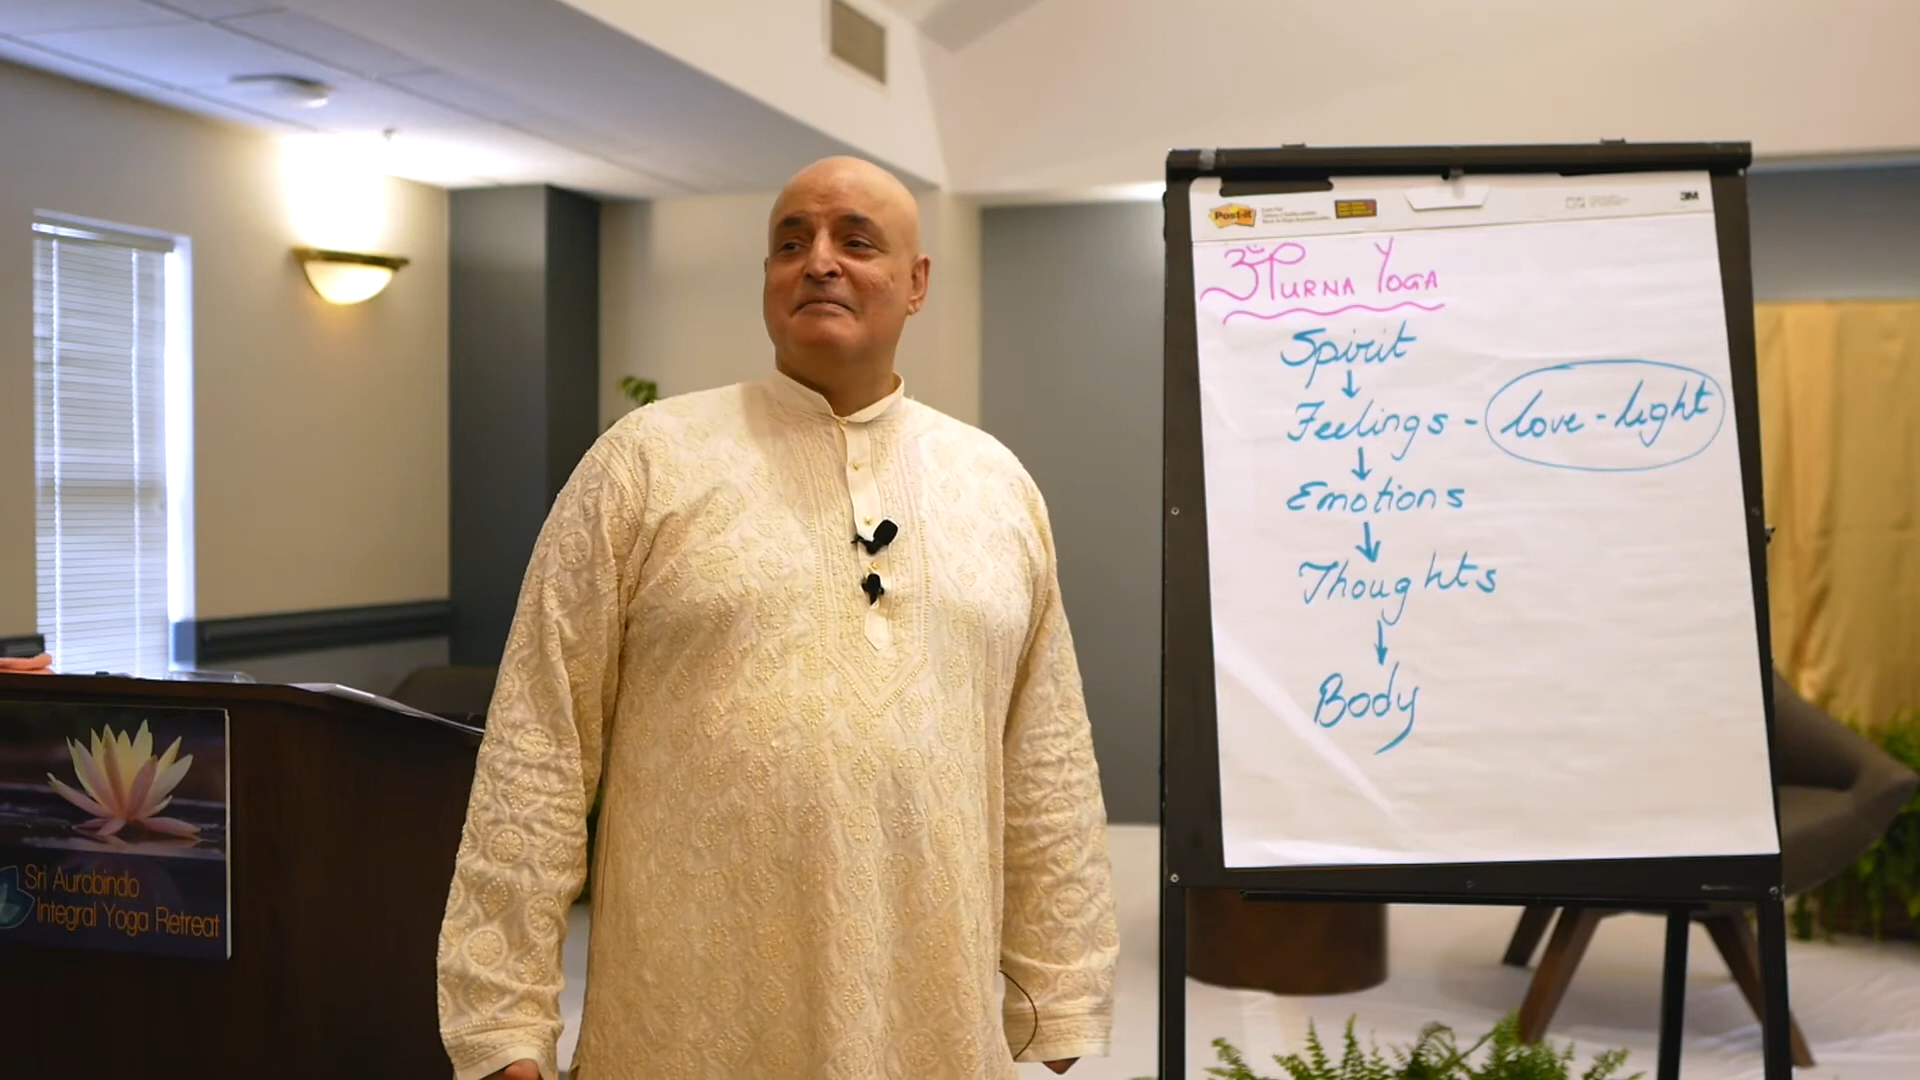 Post-it
3M
ॐ PURNA YOGA
Spirit
↓
Feelings - love - light
↓
Emotions
↓
Thoughts
↓
Body
Sri Aurobindo
Integral Yoga Retreat